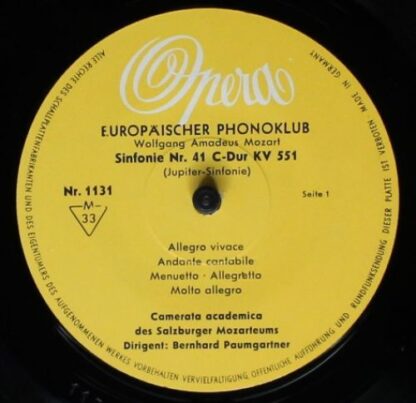 Opera
EUROPÄISCHER PHONOKLUB
Wolfgang Amadeus Mozart
Sinfonie Nr. 41 C-Dur KV 551
(Jupiter-Sinfonie)
Nr. 1131
M
33
Seite 1
Allegro vivace
Andante cantabile
Menuetto · Allegretto
Molto allegro
Camerata academica
des Salzburger Mozarteums
Dirigent: Bernhard Paumgartner
ALLE RECHTE DES SCHALLPLATTENFABRIKANTEN UND DES EIGENTÜMERS DES AUFGENOMMENEN WERKES VORBEHALTEN VERVIELFÄLTIGUNG, ÖFFENTLICHE AUFFÜHRUNG UND RUNDFUNKSENDUNG DIESER PLATTE IST VERBOTEN MADE IN GERMANY